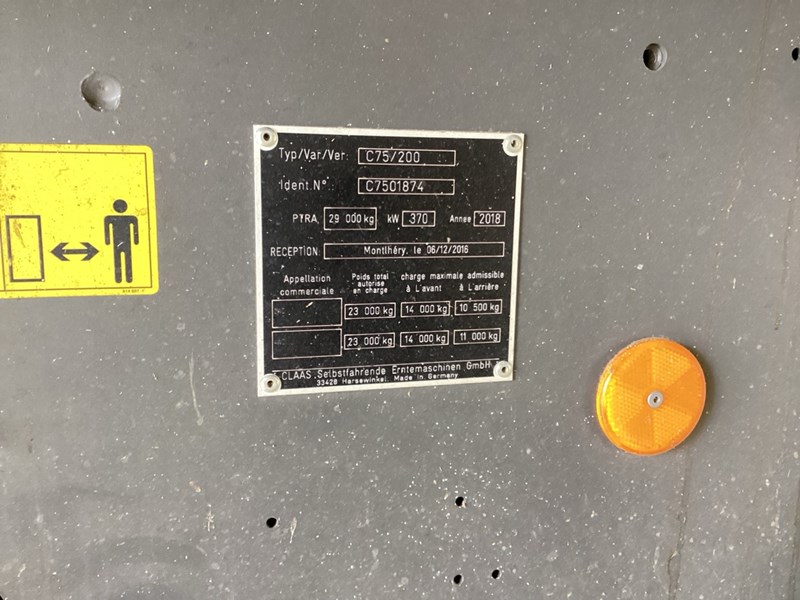 Typ/Var/Ver: C75/200
Ident.N° C7501874
PTRA 29 000 kg kW 370 Année 2018
RECEPTION: Montlhéry, le 06/12/2016
Appellation commerciale
Poids total autorisé en charge
charge maximale admissible
à l'avant à l'arrière
23 000 kg 14 000 kg 10 500 kg
23 000 kg 14 000 kg 11 000 kg
CLAAS Selbstfahrende Erntemaschinen GmbH
33428 Harsewinkel. Made in Germany